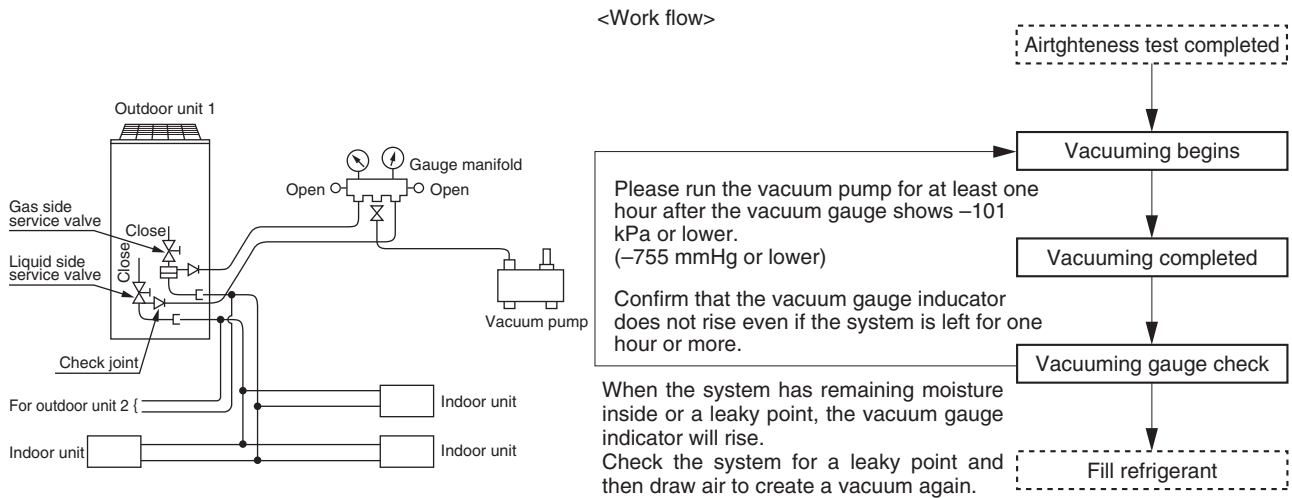 <Work flow>
Airtghteness test completed
Outdoor unit 1
Gauge manifold
Open
Open
Gas side
service valve
Close
Close
Liquid side
service valve
Check joint
Vacuum pump
For outdoor unit 2 {
Indoor unit
Indoor unit
Indoor unit
Vacuuming begins
Please run the vacuum pump for at least one
hour after the vacuum gauge shows –101
kPa or lower.
(–755 mmHg or lower)
Vacuuming completed
Confirm that the vacuum gauge inducator
does not rise even if the system is left for one
hour or more.
Vacuuming gauge check
When the system has remaining moisture
inside or a leaky point, the vacuum gauge
indicator will rise.
Check the system for a leaky point and
then draw air to create a vacuum again.
Fill refrigerant